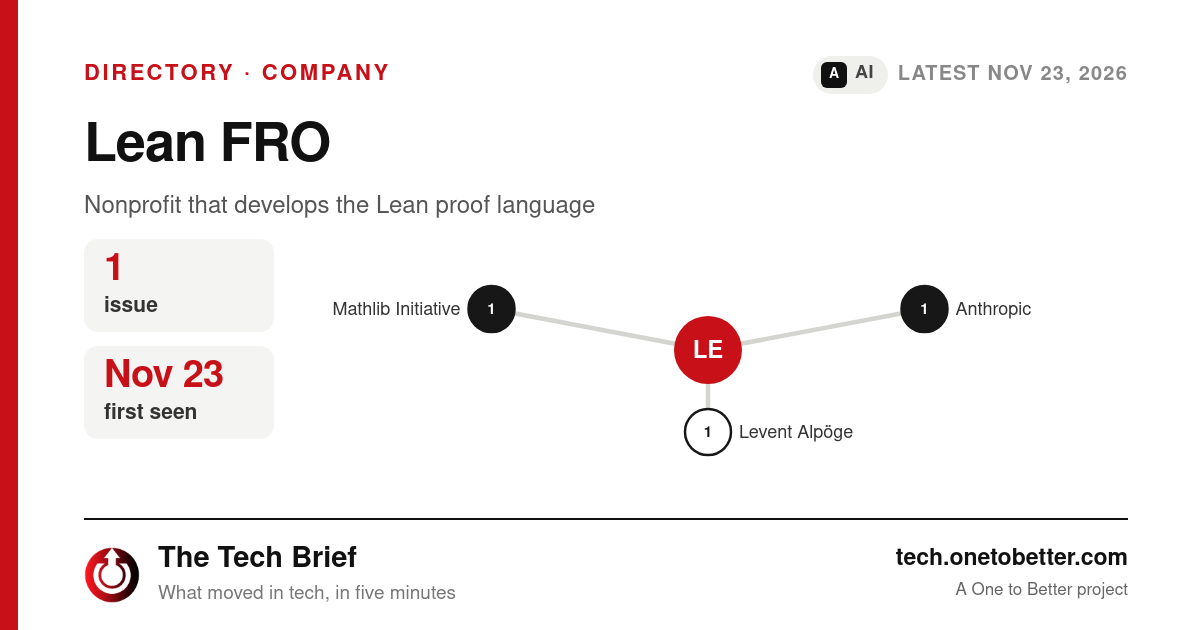 DIRECTORY · COMPANY
A AI LATEST NOV 23, 2026
Lean FRO
Nonprofit that develops the Lean proof language
1
issue
Nov 23
first seen
Mathlib Initiative 1
LE
1 Anthropic
1 Levent Alpöge
The Tech Brief
What moved in tech, in five minutes
tech.onetobetter.com
A One to Better project